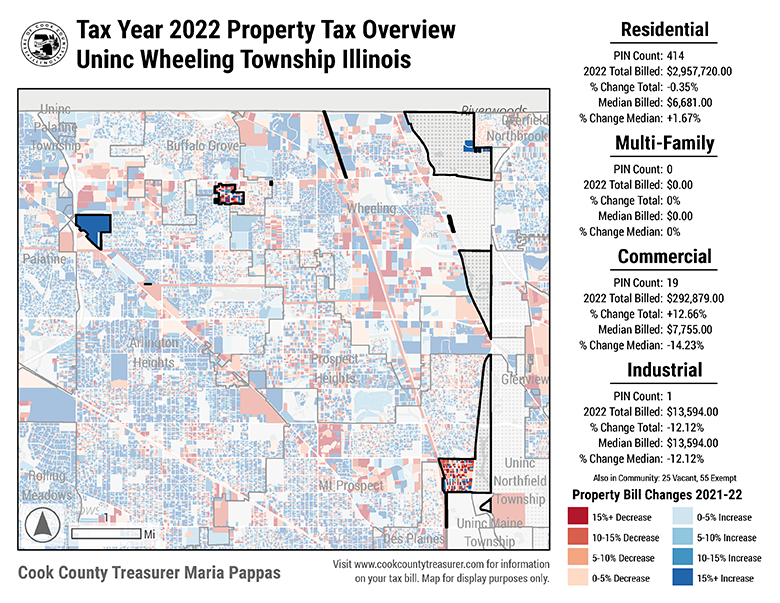 Tax Year 2022 Property Tax Overview
Uninc Wheeling Township Illinois
Uninc
Palatine
Township
Buffalo Grove
Riverwoods
Deerfield
Northbrook
Wheeling
Palatine
Arlington
Heights
Prospect
Heights
Glenview
Rolling
Meadows
Mt Prospect
Uninc
Northfield
Township
Uninc Maine
Township
Des Plaines
1
Mi
Cook County Treasurer Maria Pappas
Visit www.cookcountytreasurer.com for information
on your tax bill. Map for display purposes only.
Residential
PIN Count: 414
2022 Total Billed: $2,957,720.00
% Change Total: -0.35%
Median Billed: $6,681.00
% Change Median: +1.67%
Multi-Family
PIN Count: 0
2022 Total Billed: $0.00
% Change Total: 0%
Median Billed: $0.00
% Change Median: 0%
Commercial
PIN Count: 19
2022 Total Billed: $292,879.00
% Change Total: +12.66%
Median Billed: $7,755.00
% Change Median: -14.23%
Industrial
PIN Count: 1
2022 Total Billed: $13,594.00
% Change Total: -12.12%
Median Billed: $13,594.00
% Change Median: -12.12%
Also in Community: 25 Vacant, 55 Exempt
Property Bill Changes 2021-22
15%+ Decrease
10-15% Decrease
5-10% Decrease
0-5% Decrease
0-5% Increase
5-10% Increase
10-15% Increase
15%+ Increase